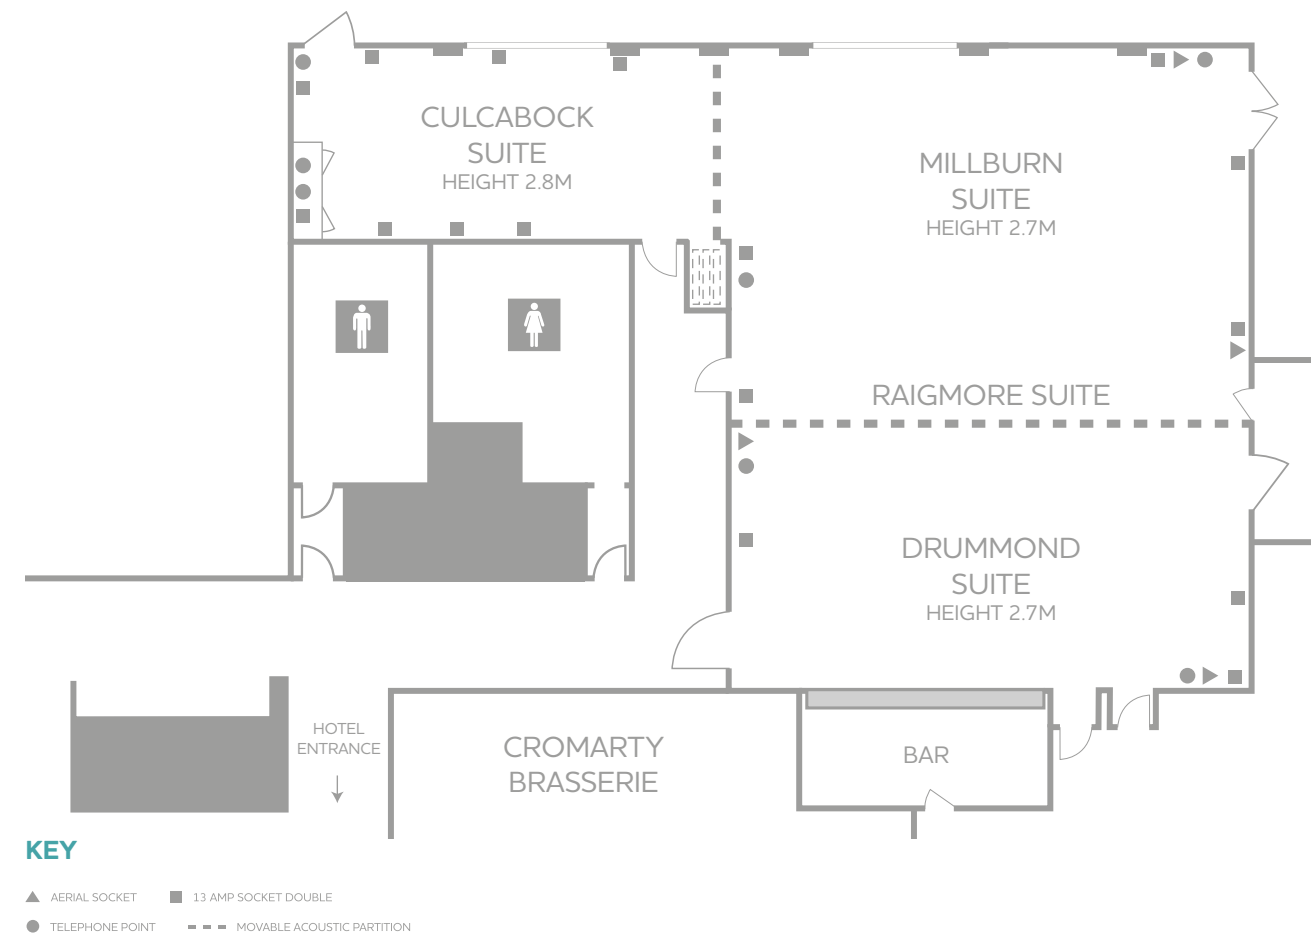 CULCABOCK
SUITE
HEIGHT 2.8M
MILLBURN
SUITE
HEIGHT 2.7M
RAIGMORE SUITE
DRUMMOND
SUITE
HEIGHT 2.7M
HOTEL
ENTRANCE
CROMARTY
BRASSERIE
BAR
KEY
AERIAL SOCKET
13 AMP SOCKET DOUBLE
TELEPHONE POINT
MOVABLE ACOUSTIC PARTITION